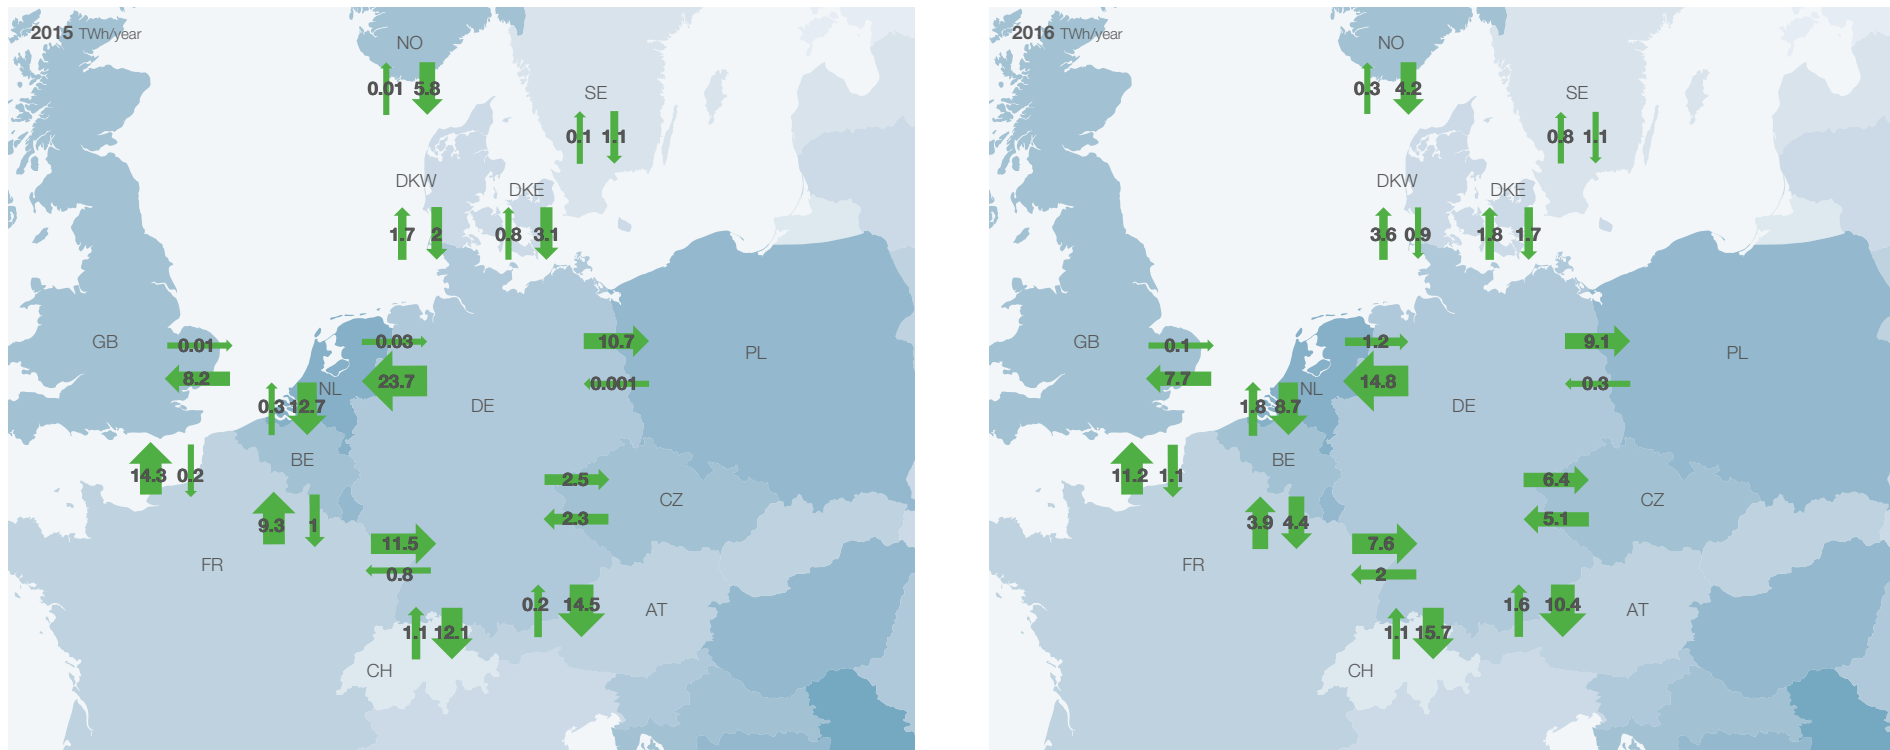 2015 TWh/year
NO
0.01 5.8
SE
0.1 1.1
DKW
DKE
1.7 2
0.8 3.1
GB
0.01
8.2
0.03
23.7
10.7
0.001
PL
NL
0.3 12.7
DE
14.3 0.2
BE
2.5
2.3
CZ
9.3 1
11.5
0.8
FR
0.2 14.5
AT
1.1 12.1
CH
2016 TWh/year
NO
0.3 4.2
SE
0.8 1.1
DKW
DKE
3.6 0.9
1.8 1.7
GB
0.1
7.7
1.2
14.8
9.1
0.3
PL
NL
1.8 8.7
DE
11.2 1.1
BE
6.4
5.1
CZ
3.9 4.4
7.6
2
FR
1.6 10.4
AT
1.1 15.7
CH